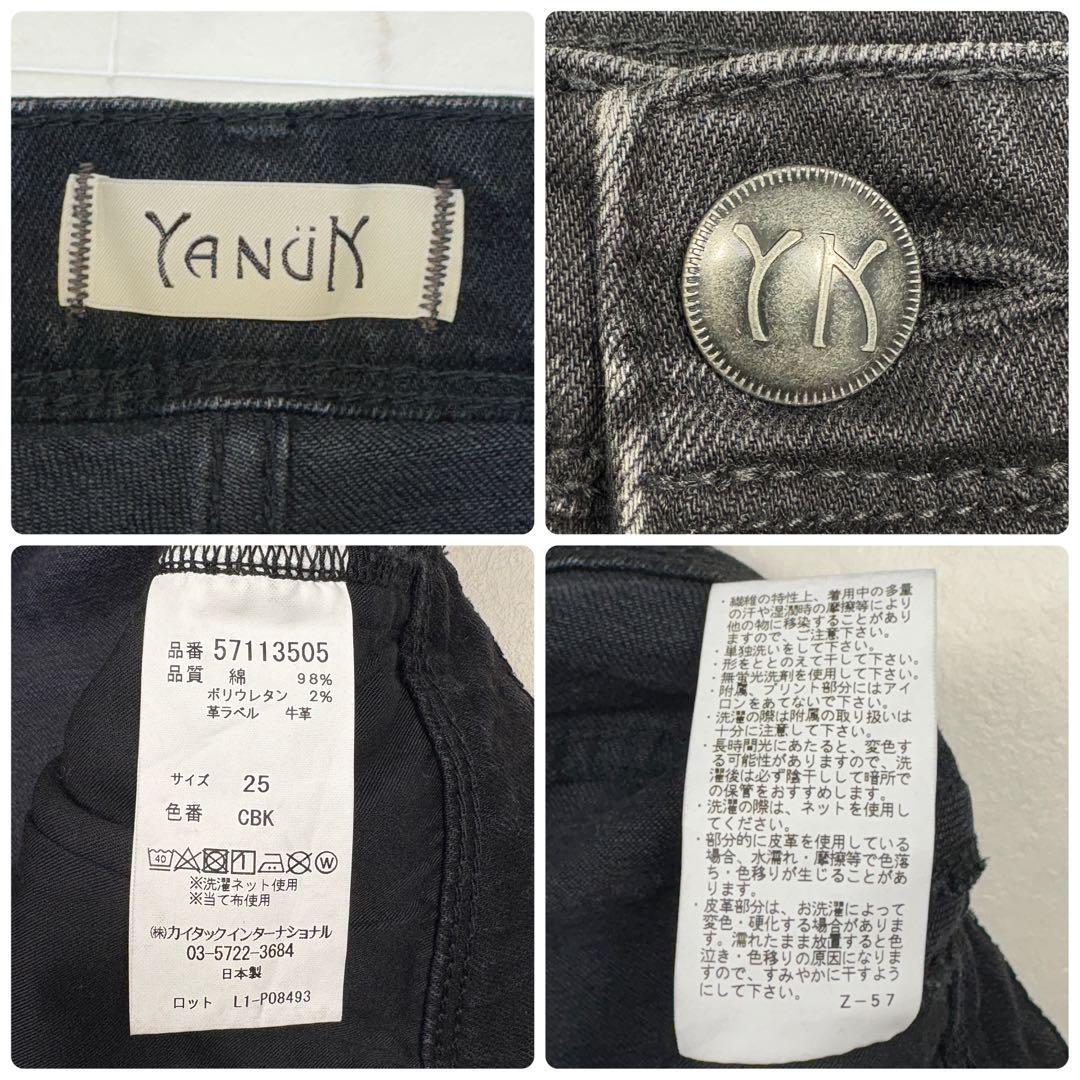 YANÜK
YK
品番 57113505
品質 綿 98%
ポリウレタン 2%
革ラベル 牛革
サイズ 25
色番 CBK
40 W
※洗濯ネット使用
※当て布使用
㈱カイタックインターナショナル
03-5722-3684
日本製
ロット L1-P08493
・繊維の特性上、着用中の多量
の汗や湿潤時の摩擦等により
他の物に移染することがあり
ますので、ご注意下さい。
・単独洗いをして下さい。
・形をととのえて干して下さい。
・無蛍光洗剤を使用して下さい。
・附属、プリント部分にはアイ
ロンをあてないで下さい。
・洗濯の際は附属の取り扱いは
十分に注意して下さい。
・長時間光にあたると、変色す
る可能性がありますので、洗
濯後は必ず陰干しして暗所で
の保管をおすすめします。
・洗濯の際は、ネットを使用し
てください。
・部分的に皮革を使用している
場合、水濡れ・摩擦等で色落
ち・色移りが生じることがあ
ります。
・皮革部分は、お洗濯によって
変色・硬化する場合がありま
す。濡れたまま放置すると色
泣き・色移りの原因になりま
すので、すみやかに干すよう
にして下さい。
Z-57